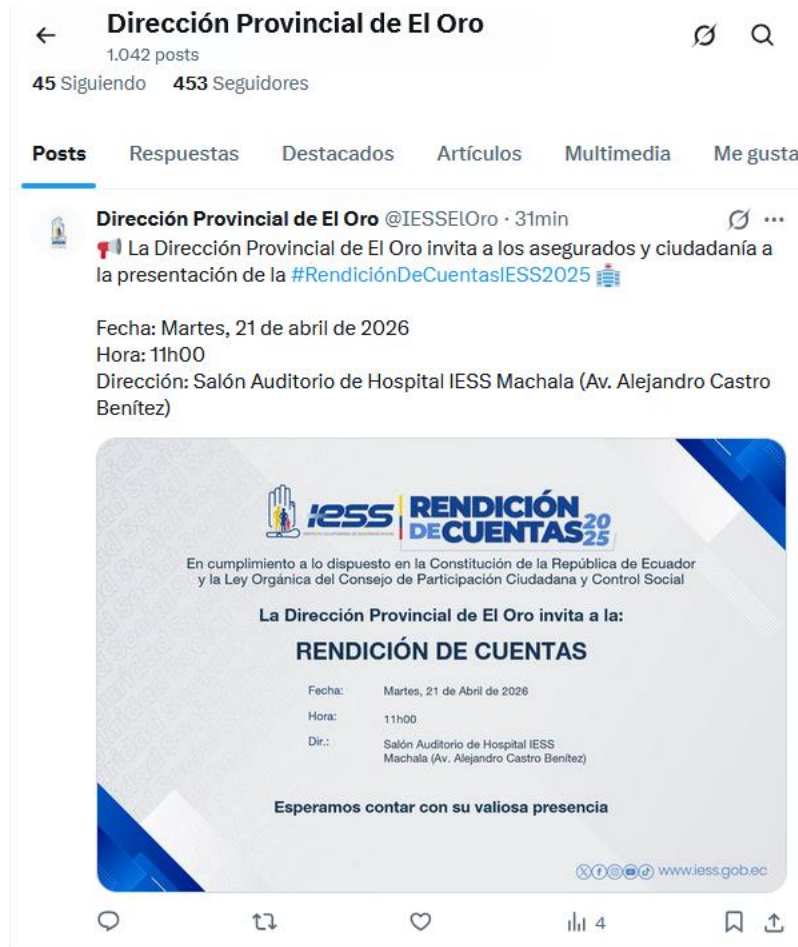 Dirección Provincial de El Oro
1.042 posts
45 Siguiendo 453 Seguidores
Posts Respuestas Destacados Artículos Multimedia Me gusta
Dirección Provincial de El Oro @IESSElOro · 31min
La Dirección Provincial de El Oro invita a los asegurados y ciudadanía a
la presentación de la #RendiciónDeCuentasIESS2025
Fecha: Martes, 21 de abril de 2026
Hora: 11h00
Dirección: Salón Auditorio de Hospital IESS Machala (Av. Alejandro Castro
Benítez)
IESS RENDICIÓN
DE CUENTAS 2025
En cumplimiento a lo dispuesto en la Constitución de la República de Ecuador
y la Ley Orgánica del Consejo de Participación Ciudadana y Control Social
La Dirección Provincial de El Oro invita a la:
RENDICIÓN DE CUENTAS
Fecha: Martes, 21 de Abril de 2026
Hora: 11h00
Dir.: Salón Auditorio de Hospital IESS
Machala (Av. Alejandro Castro Benítez)
Esperamos contar con su valiosa presencia
www.iess.gob.ec
4